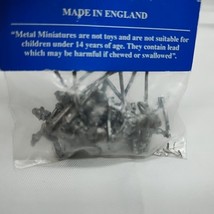 MADE IN ENGLAND
"Metal Miniatures are not toys and are not suitable for
children under 14 years of age. They contain lead
which may be harmful if chewed or swallowed".